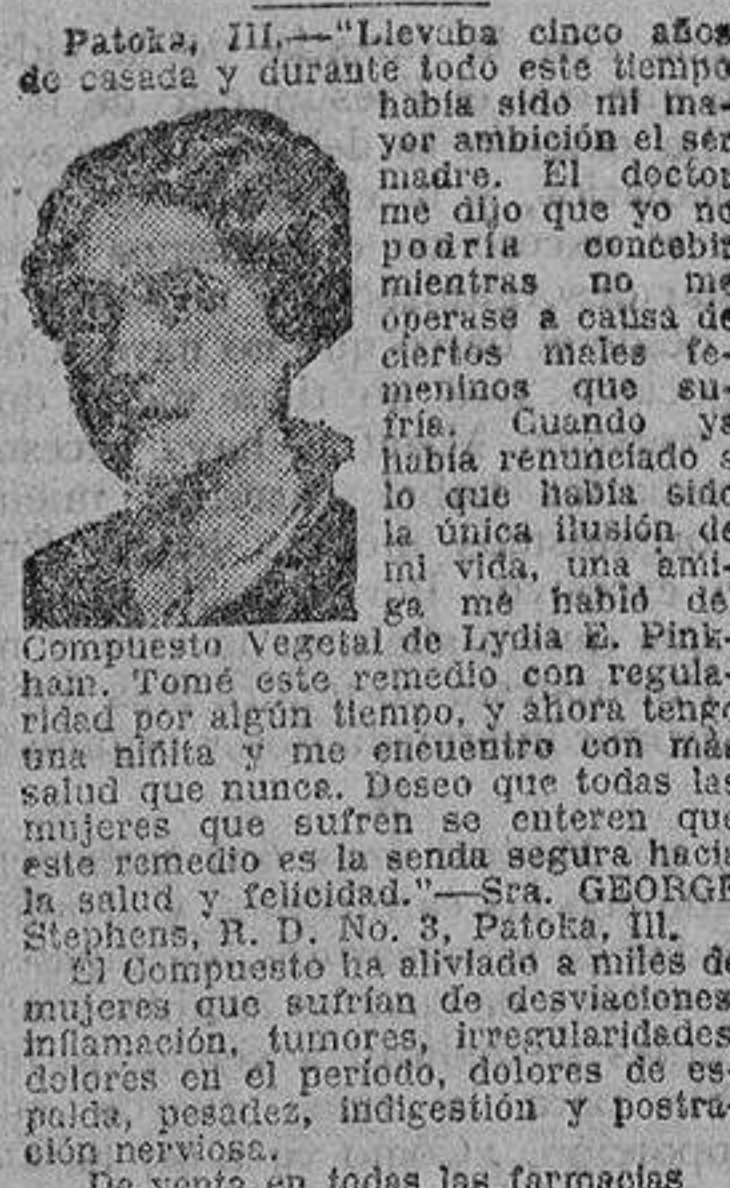 Patoka, Ill.—“Llevaba cinco años
de casada y durante todo este tiempo
había sido mi ma-
yor ambición el ser
madre. El doctor
me dijo que yo no
podría concebir
mientras no me
operase a causa de
ciertos males fe-
meninos que su-
fría. Cuando ya
había renunciado a
lo que había sido
la única ilusión de
mi vida, una ami-
ga me habló de
Compuesto Vegetal de Lydia E. Pink-
ham. Tomé este remedio con regula-
ridad por algún tiempo, y ahora tengo
una niñita y me encuentro con más
salud que nunca. Deseo que todas las
mujeres que sufren se enteren que
este remedio es la senda segura hacia
la salud y felicidad.”—Sra. GEORGE
Stephens, R. D. No. 3, Patoka, Ill.
El Compuesto ha aliviado a miles de
mujeres que sufrían de desviaciones
inflamación, tumores, irregularidades
dolores en el período, dolores de es-
palda, pesadez, indigestión y postra-
ción nerviosa.
De venta en todas las farmacias